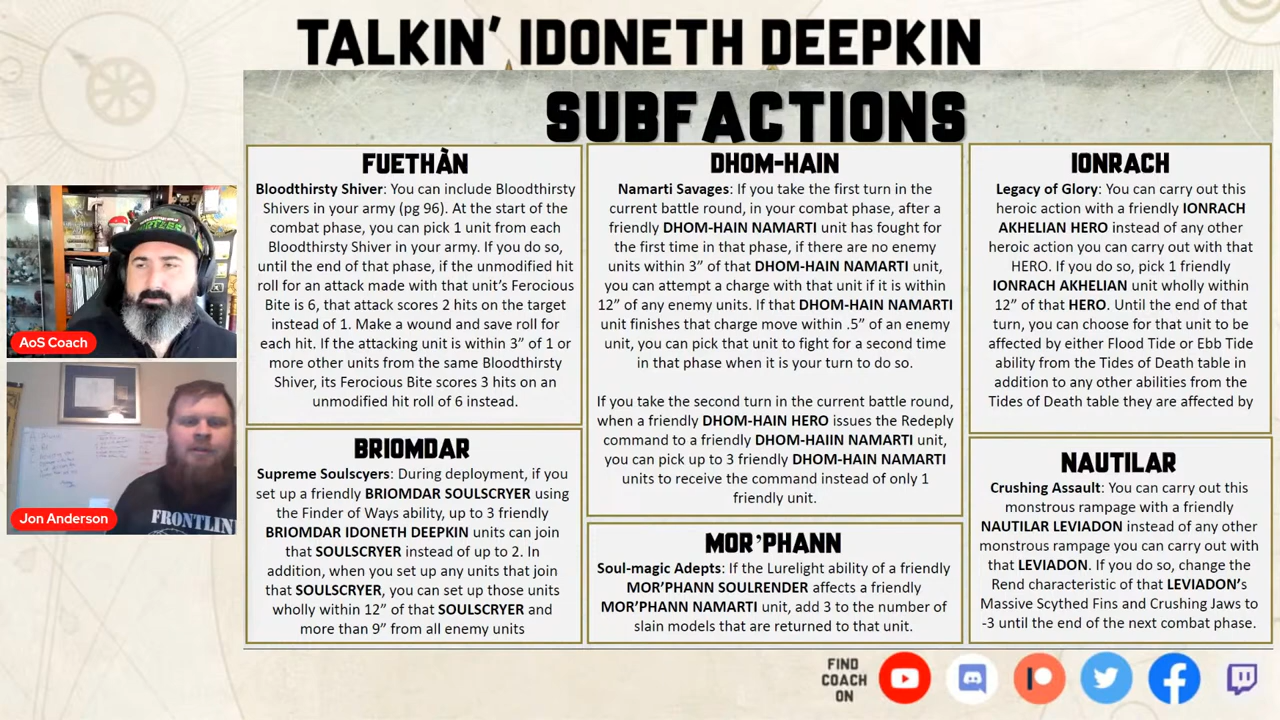 TALKIN' IDONETH DEEPKIN
SUBFACTIONS
FUETHÀN
Bloodthirsty Shiver: You can include Bloodthirsty
Shivers in your army (pg 96). At the start of the
combat phase, you can pick 1 unit from each
Bloodthirsty Shiver in your army. If you do so,
until the end of that phase, if the unmodified hit
roll for an attack made with that unit's Ferocious
Bite is 6, that attack scores 2 hits on the target
instead of 1. Make a wound and save roll for
each hit. If the attacking unit is within 3” of 1 or
more other units from the same Bloodthirsty
Shiver, its Ferocious Bite scores 3 hits on an
unmodified hit roll of 6 instead.
BRIOMDAR
Supreme Soulscyers: During deployment, if you
set up a friendly BRIOMDAR SOULSCRYER using
the Finder of Ways ability, up to 3 friendly
BRIOMDAR IDONETH DEEPKIN units can join
that SOULSCRYER instead of up to 2. In
addition, when you set up any units that join
that SOULSCRYER, you can set up those units
wholly within 12” of that SOULSCRYER and
more than 9” from all enemy units
DHOM-HAIN
Namarti Savages: If you take the first turn in the
current battle round, in your combat phase, after a
friendly DHOM-HAIN NAMARTI unit has fought for
the first time in that phase, if there are no enemy
units within 3” of that DHOM-HAIN NAMARTI unit,
you can attempt a charge with that unit if it is within
12” of any enemy units. If that DHOM-HAIN NAMARTI
unit finishes that charge move within .5” of an enemy
unit, you can pick that unit to fight for a second time
in that phase when it is your turn to do so.
If you take the second turn in the current battle round,
when a friendly DHOM-HAIN HERO issues the Redeply
command to a friendly DHOM-HAIIN NAMARTI unit,
you can pick up to 3 friendly DHOM-HAIN NAMARTI
units to receive the command instead of only 1
friendly unit.
MOR'PHANN
Soul-magic Adepts: If the Lurelight ability of a friendly
MOR'PHANN SOULRENDER affects a friendly
MOR'PHANN NAMARTI unit, add 3 to the number of
slain models that are returned to that unit.
IONRACH
Legacy of Glory: You can carry out this
heroic action with a friendly IONRACH
AKHELIAN HERO instead of any other
heroic action you can carry out with that
HERO. If you do so, pick 1 friendly
IONRACH AKHELIAN unit wholly within
12” of that HERO. Until the end of that
turn, you can choose for that unit to be
affected by either Flood Tide or Ebb Tide
ability from the Tides of Death table in
addition to any other abilities from the
Tides of Death table they are affected by
NAUTILAR
Crushing Assault: You can carry out this
monstrous rampage with a friendly
NAUTILAR LEVIADON instead of any other
monstrous rampage you can carry out with
that LEVIADON. If you do so, change the
Rend characteristic of that LEVIADON's
Massive Scythed Fins and Crushing Jaws to
-3 until the end of the next combat phase.
AoS Coach
Jon Anderson
FRONTLIN
FIND
COACH
ON